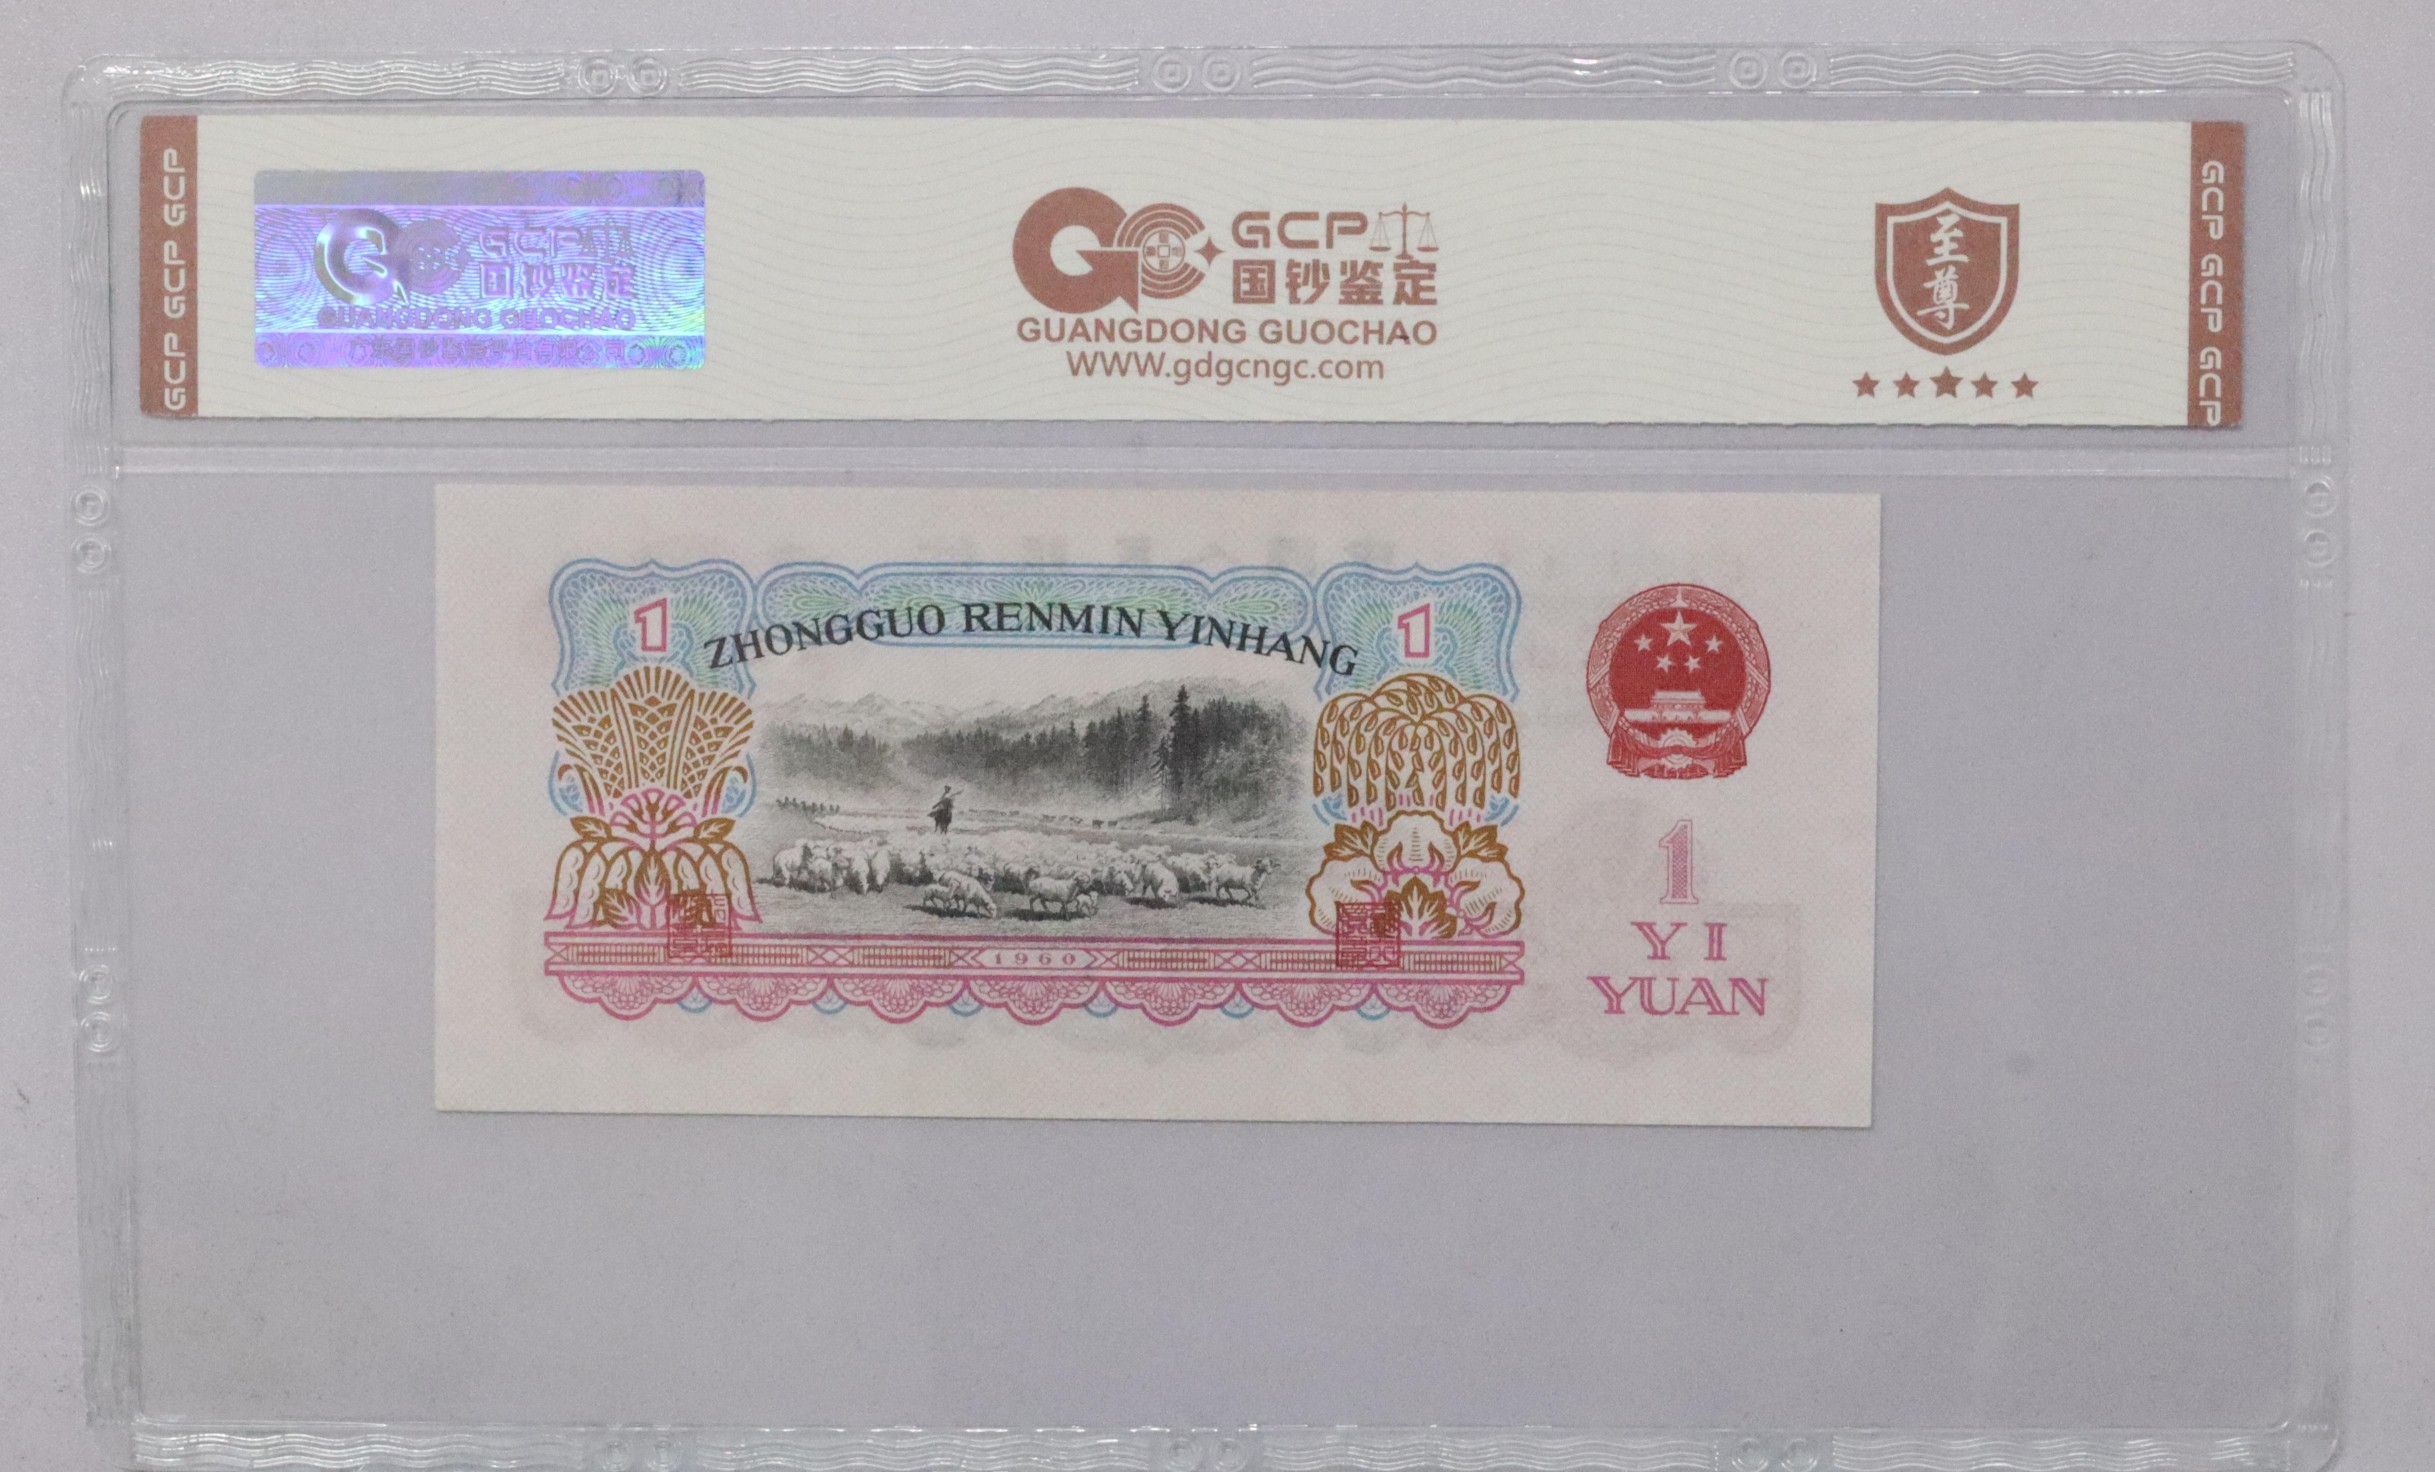 GCP GCP GCP
GCP
国钞鉴定
GUANGDONG GUOCHAO
GCP
国钞鉴定
GUANGDONG GUOCHAO
WWW.gdgcngc.com
至尊
GCP GCP GCP
1
ZHONGGUO RENMIN YINHANG
1
1960
1
YI
YUAN